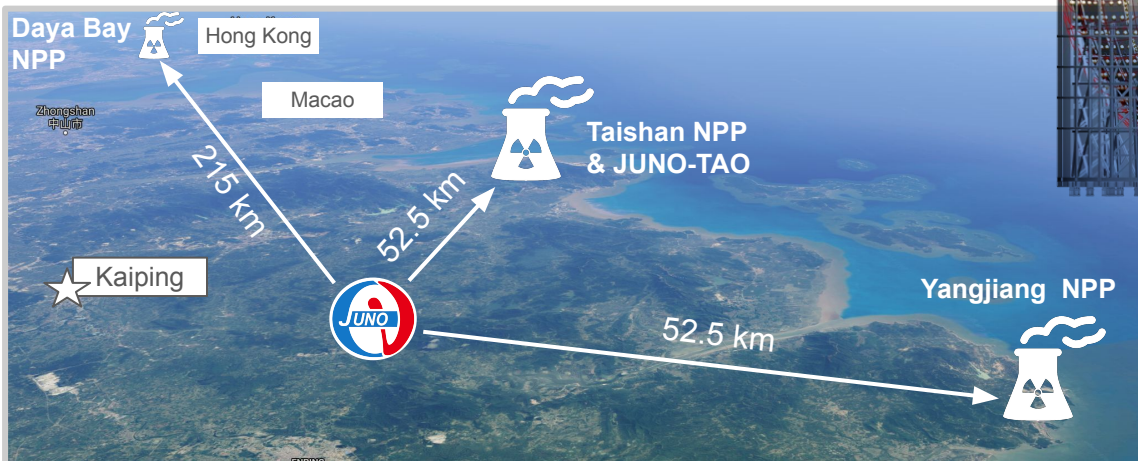 Daya Bay
NPP
Hong Kong
Macao
Zhongshan
中山市
Taishan NPP
& JUNO-TAO
215 km
52.5 km
Kaiping
JUNO
Yangjiang NPP
52.5 km